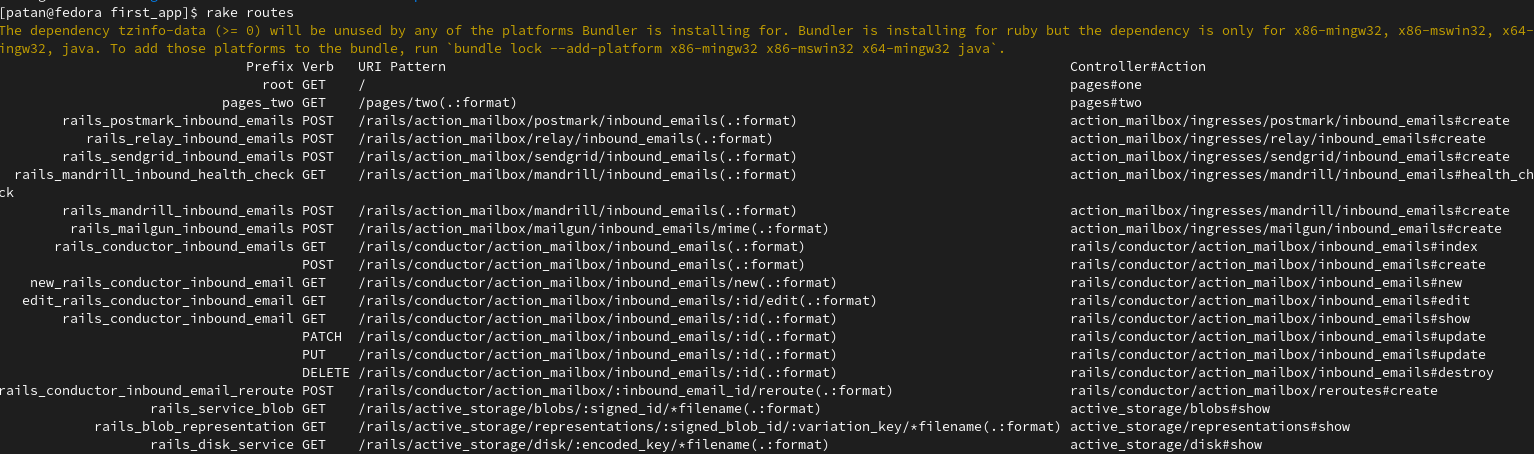 [patan@fedora first_app]$ rake routes
The dependency tzinfo-data (>= 0) will be unused by any of the platforms Bundler is installing for. Bundler is installing for ruby but the dependency is only for x86-mingw32, x86-mswin32, x64-m
ingw32, java. To add those platforms to the bundle, run `bundle lock --add-platform x86-mingw32 x86-mswin32 x64-mingw32 java`.
Prefix Verb URI Pattern Controller#Action
root GET / pages#one
pages_two GET /pages/two(.:format) pages#two
rails_postmark_inbound_emails POST /rails/action_mailbox/postmark/inbound_emails(.:format) action_mailbox/ingresses/postmark/inbound_emails#create
rails_relay_inbound_emails POST /rails/action_mailbox/relay/inbound_emails(.:format) action_mailbox/ingresses/relay/inbound_emails#create
rails_sendgrid_inbound_emails POST /rails/action_mailbox/sendgrid/inbound_emails(.:format) action_mailbox/ingresses/sendgrid/inbound_emails#create
rails_mandrill_inbound_health_check GET /rails/action_mailbox/mandrill/inbound_emails(.:format) action_mailbox/ingresses/mandrill/inbound_emails#health_che
ck
rails_mandrill_inbound_emails POST /rails/action_mailbox/mandrill/inbound_emails(.:format) action_mailbox/ingresses/mandrill/inbound_emails#create
rails_mailgun_inbound_emails POST /rails/action_mailbox/mailgun/inbound_emails/mime(.:format) action_mailbox/ingresses/mailgun/inbound_emails#create
rails_conductor_inbound_emails GET /rails/conductor/action_mailbox/inbound_emails(.:format) rails/conductor/action_mailbox/inbound_emails#index
POST /rails/conductor/action_mailbox/inbound_emails(.:format) rails/conductor/action_mailbox/inbound_emails#create
new_rails_conductor_inbound_email GET /rails/conductor/action_mailbox/inbound_emails/new(.:format) rails/conductor/action_mailbox/inbound_emails#new
edit_rails_conductor_inbound_email GET /rails/conductor/action_mailbox/inbound_emails/:id/edit(.:format) rails/conductor/action_mailbox/inbound_emails#edit
rails_conductor_inbound_email GET /rails/conductor/action_mailbox/inbound_emails/:id(.:format) rails/conductor/action_mailbox/inbound_emails#show
PATCH /rails/conductor/action_mailbox/inbound_emails/:id(.:format) rails/conductor/action_mailbox/inbound_emails#update
PUT /rails/conductor/action_mailbox/inbound_emails/:id(.:format) rails/conductor/action_mailbox/inbound_emails#update
DELETE /rails/conductor/action_mailbox/inbound_emails/:id(.:format) rails/conductor/action_mailbox/inbound_emails#destroy
rails_conductor_inbound_email_reroute POST /rails/conductor/action_mailbox/:inbound_email_id/reroute(.:format) rails/conductor/action_mailbox/reroutes#create
rails_service_blob GET /rails/active_storage/blobs/:signed_id/*filename(.:format) active_storage/blobs#show
rails_blob_representation GET /rails/active_storage/representations/:signed_blob_id/:variation_key/*filename(.:format) active_storage/representations#show
rails_disk_service GET /rails/active_storage/disk/:encoded_key/*filename(.:format) active_storage/disk#show